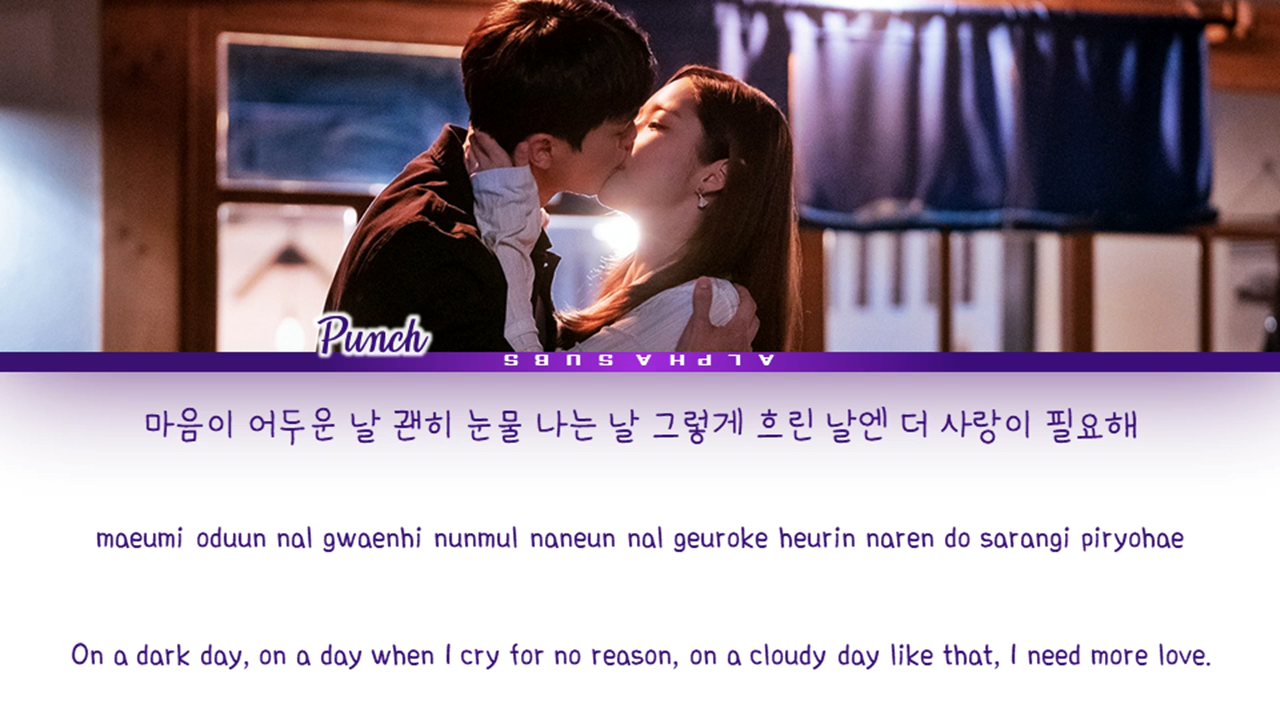 Punch
ALPHASUBS
마음이 어두운 날 괜히 눈물 나는 날 그렇게 흐린 날엔 더 사랑이 필요해
maeumi oduun nal gwaenhi nunmul naneun nal geuroke heurin naren do sarangi piryohae
On a dark day, on a day when I cry for no reason, on a cloudy day like that, I need more love.